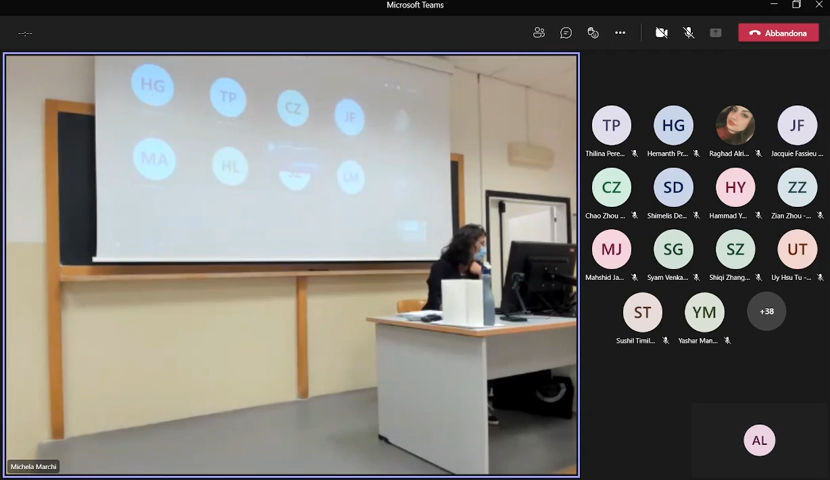 Microsoft Teams
--:--
Abbandona
HG
TP
CZ
JF
MA
HL
LM
TP
HG
JF
Thilina Pere...
Hemanth Pr...
Raghad Alri...
Jacquie Fassieu ...
CZ
SD
HY
ZZ
Chao Zhou ...
Shimelis De...
Hammad Y...
Zian Zhou -...
MJ
SG
SZ
UT
Mahshid Ja...
Syam Venka...
Shiqi Zhang...
Uy Hsu Tu -...
ST
YM
+38
Sushil Timil...
Yashar Man...
AL
Michela Marchi